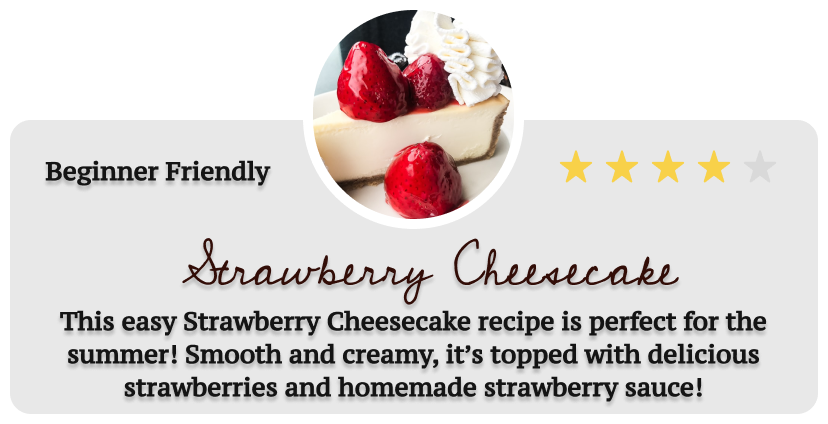 Beginner Friendly
Strawberry Cheesecake
This easy Strawberry Cheesecake recipe is perfect for the
summer! Smooth and creamy, it’s topped with delicious
strawberries and homemade strawberry sauce!